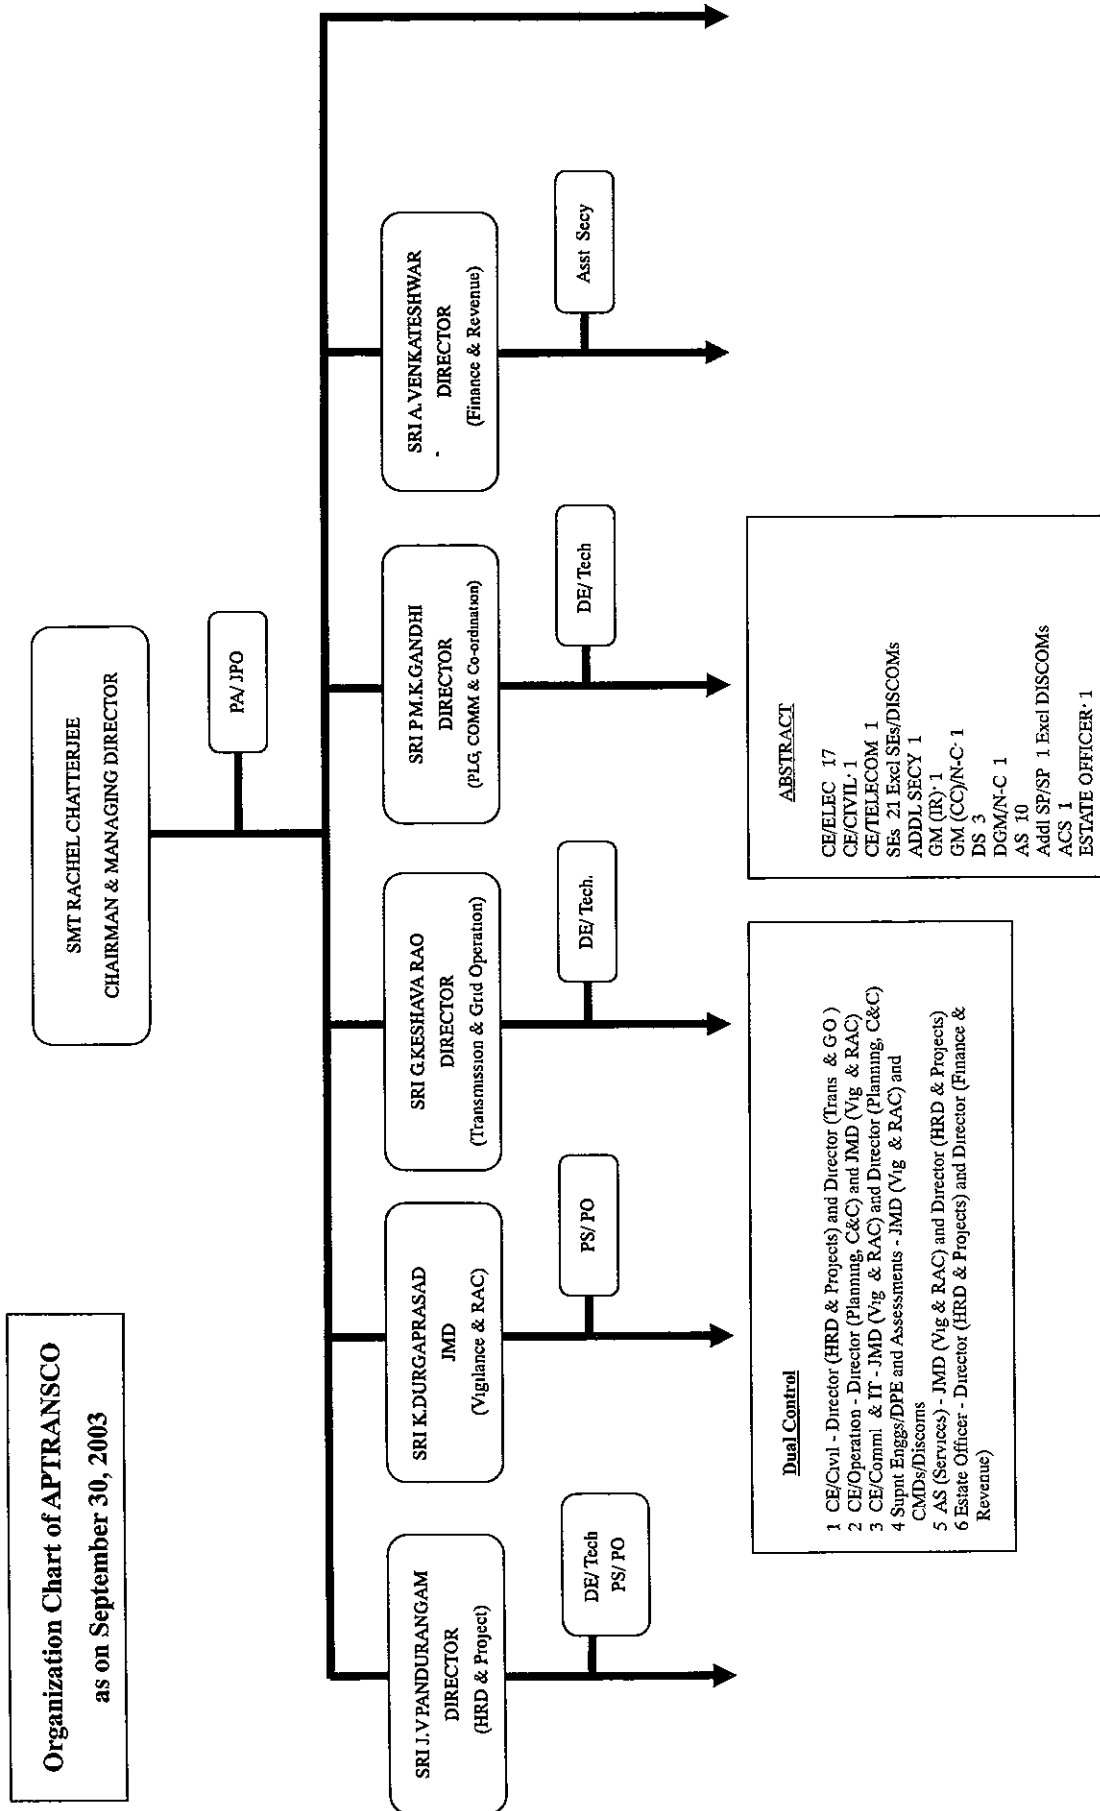 Organization Chart of APTRANSCO
as on September 30, 2003
SMT RACHEL CHATTERJEE
CHAIRMAN & MANAGING DIRECTOR
PA/ JPO
SRI J.V PANDURANGAM
DIRECTOR
(HRD & Project)
DE/ Tech
PS/ PO
SRI K.DURGAPRASAD
JMD
(Vigilance & RAC)
PS/ PO
SRI G.KESHAVA RAO
DIRECTOR
(Transmission & Grid Operation)
DE/ Tech.
SRI P M.K.GANDHI
DIRECTOR
(PLG, COMM & Co-ordination)
DE/ Tech
SRI A.VENKATESHWAR
DIRECTOR
(Finance & Revenue)
Asst Secy
Dual Control
1 CE/Civil - Director (HRD & Projects) and Director (Trans & GO )
2 CE/Operation - Director (Planning, C&C) and JMD (Vig & RAC)
3 CE/Comml & IT - JMD (Vig & RAC) and Director (Planning, C&C)
4 Supnt Enggs/DPE and Assessments - JMD (Vig & RAC) and
CMDs/Discoms
5 AS (Services) - JMD (Vig & RAC) and Director (HRD & Projects)
6 Estate Officer - Director (HRD & Projects) and Director (Finance &
Revenue)
ABSTRACT
CE/ELEC 17
CE/CIVIL· 1
CE/TELECOM 1
SEs 21 Excl SEs/DISCOMs
ADDL SECY 1
GM (IR)· 1
GM (CC)/N-C· 1
DS 3
DGM/N-C 1
AS 10
Addl SP/SP 1 Excl DISCOMs
ACS 1
ESTATE OFFICER· 1